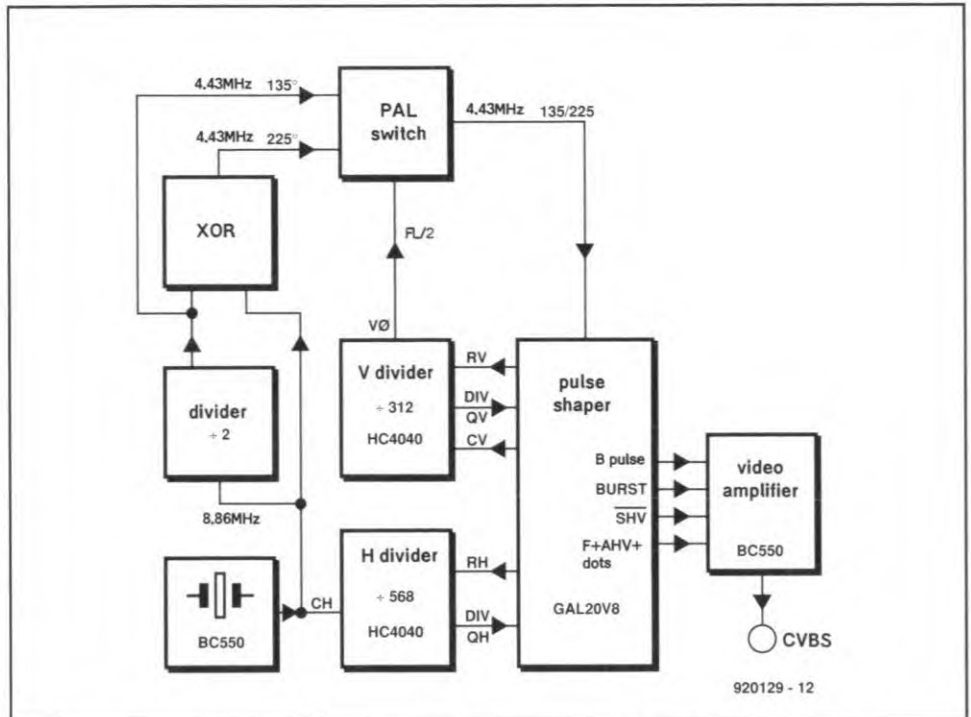 4.43MHz 135°
4.43MHz 225°
PAL
switch
4.43MHz 135/225
XOR
FL/2
VØ
divider
÷ 2
8.86MHz
V divider
÷ 312
HC4040
RV
DIV
QV
CV
pulse
shaper
GAL20V8
B pulse
BURST
SHV
F+AHV+
dots
video
amplifier
BC550
BC550
CH
H divider
÷ 568
HC4040
RH
DIV
QH
CVBS
920129 - 12